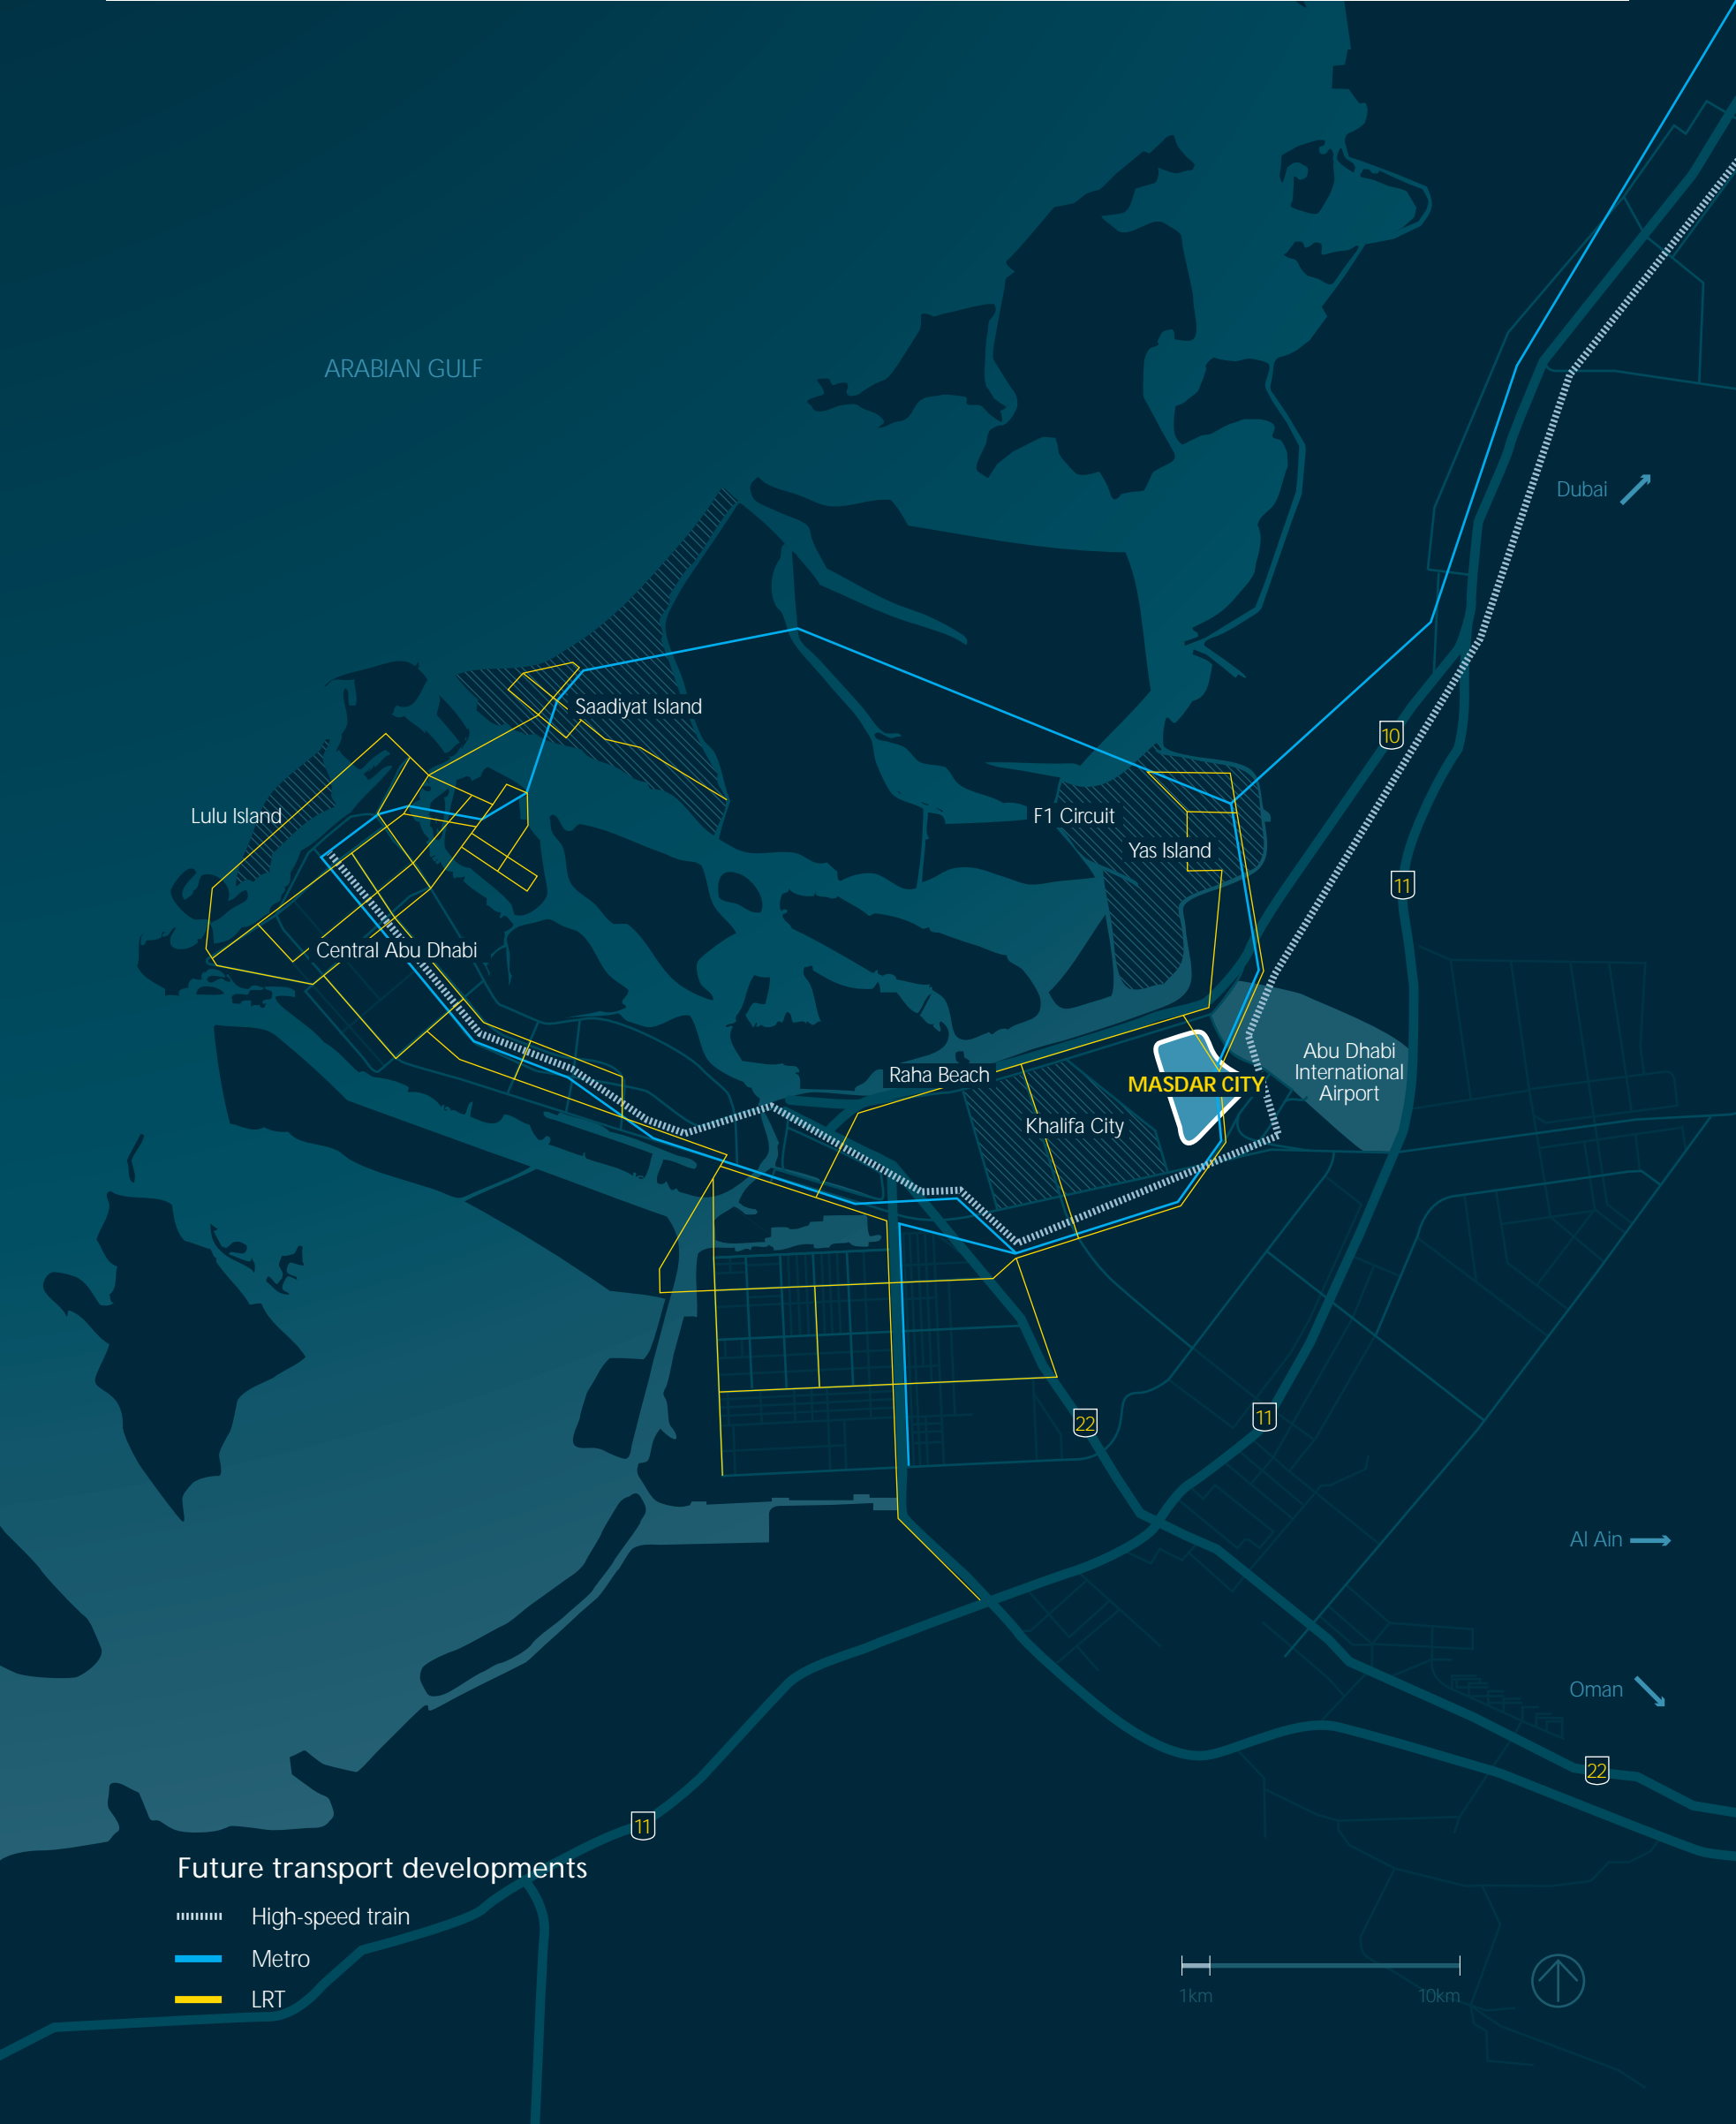 ARABIAN GULF
Dubai
Saadiyat Island
10
Lulu Island
F1 Circuit
Yas Island
11
Central Abu Dhabi
Abu Dhabi
International
Airport
Raha Beach
MASDAR CITY
Khalifa City
22
11
Al Ain
Oman
22
11
Future transport developments
High-speed train
Metro
LRT
1km
10km